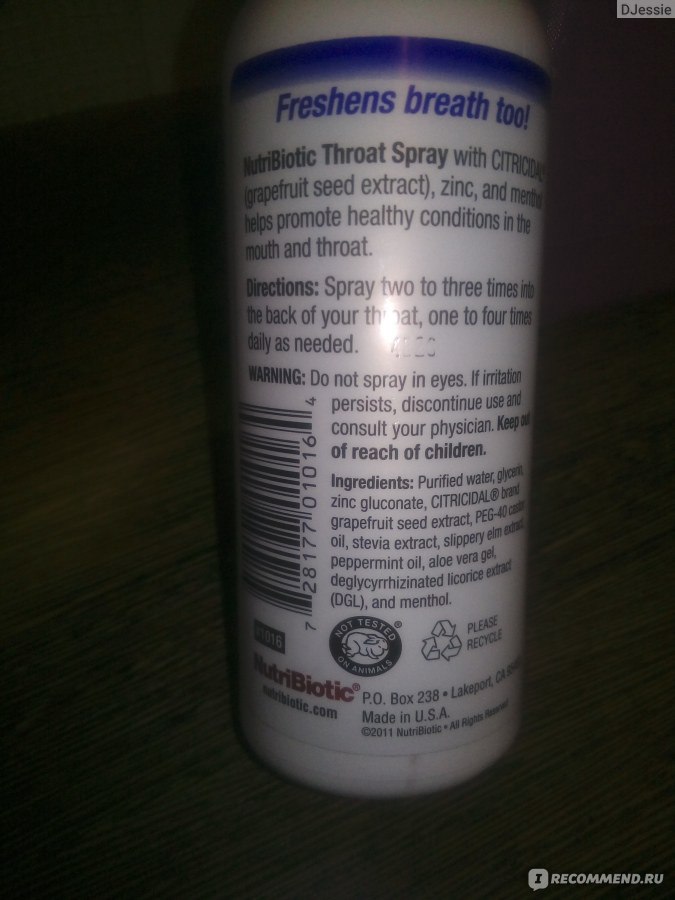 DJessie
Freshens breath too!
NutriBiotic Throat Spray with CITRICIDAL®
(grapefruit seed extract), zinc, and menthol
helps promote healthy conditions in the
mouth and throat.
Directions: Spray two to three times into
the back of your throat, one to four times
daily as needed.
WARNING: Do not spray in eyes. If irritation
persists, discontinue use and
consult your physician. Keep out
of reach of children.
Ingredients: Purified water, glycerin,
zinc gluconate, CITRICIDAL® brand
grapefruit seed extract, PEG-40 castor
oil, stevia extract, slippery elm extract,
peppermint oil, aloe vera gel,
deglycyrrhizinated licorice extract
(DGL), and menthol.
7 28177 01016 4
1016
NOT TESTED
ON ANIMALS
®
PLEASE
RECYCLE
NutriBiotic®
nutribiotic.com
P.O. Box 238 • Lakeport, CA
Made in U.S.A.
©2011 NutriBiotic • All Rights Reserved
IRECOMMEND.RU